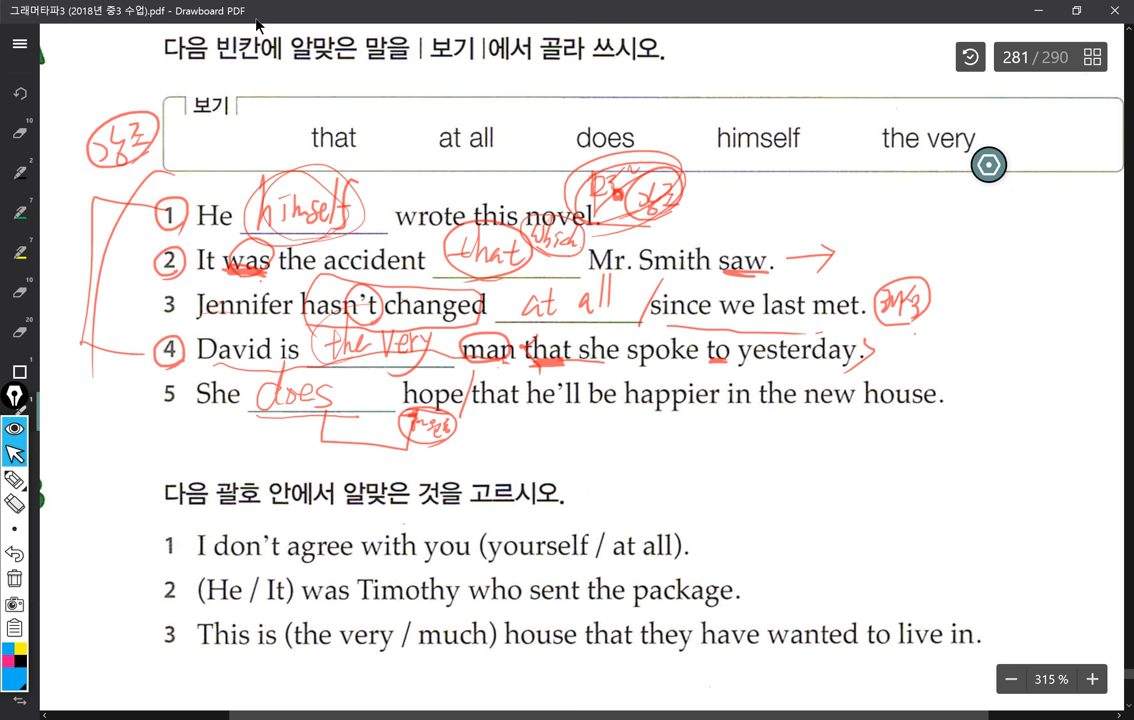 그래머타파3 (2018년 중3 수업).pdf - Drawboard PDF
다음 빈칸에 알맞은 말을 | 보기 |에서 골라 쓰시오.
281 / 290
보기
that at all does himself the very
강조
강조
1 He himself wrote this novel.
which
2 It was the accident that Mr. Smith saw.
3 Jennifer hasn't changed at all since we last met.
4 David is the very man that she spoke to yesterday.
5 She does hope that he'll be happier in the new house.
다음 괄호 안에서 알맞은 것을 고르시오.
1 I don't agree with you (yourself / at all).
2 (He / It) was Timothy who sent the package.
3 This is (the very / much) house that they have wanted to live in.
315 %